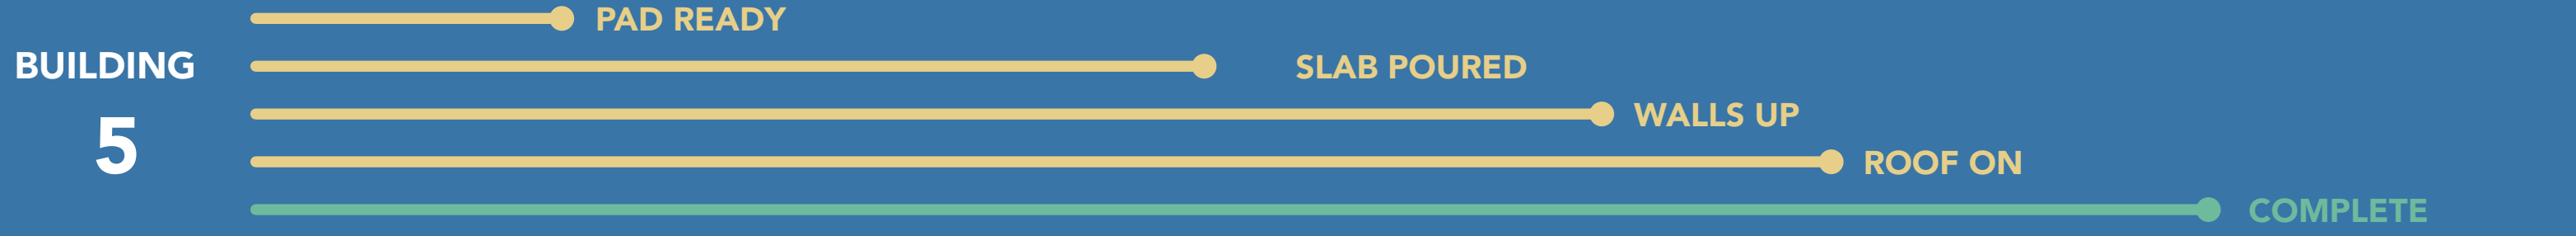 BUILDING
5
PAD READY
SLAB POURED
WALLS UP
ROOF ON
COMPLETE